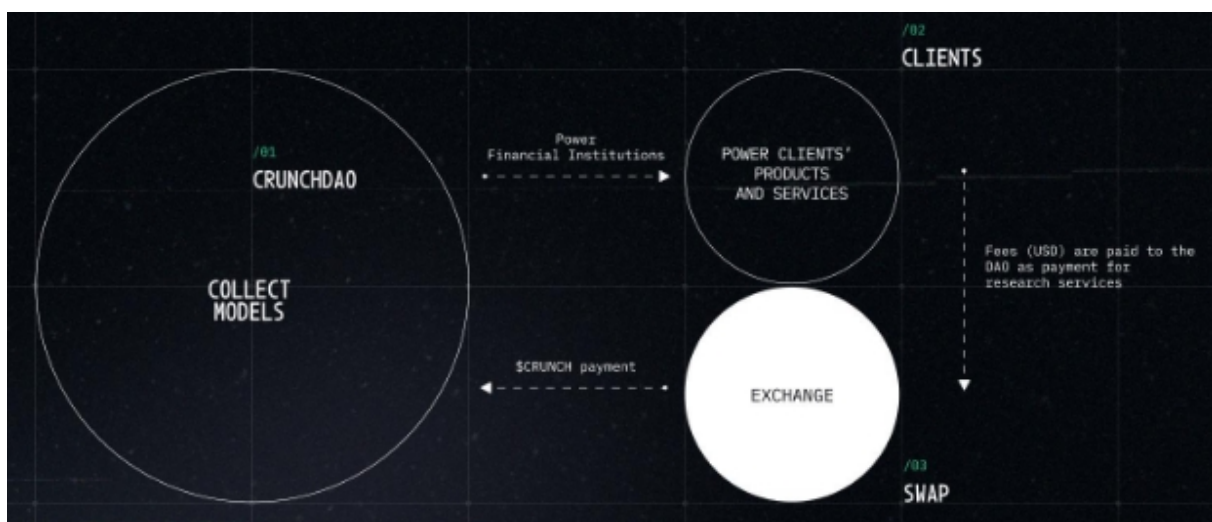 /01
CRUNCHDAO
COLLECT
MODELS
Power
Financial Institutions
$CRUNCH payment
/02
CLIENTS
POWER CLIENTS'
PRODUCTS
AND SERVICES
Fees (USD) are paid to the
DAO as payment for
research services
EXCHANGE
/03
SWAP